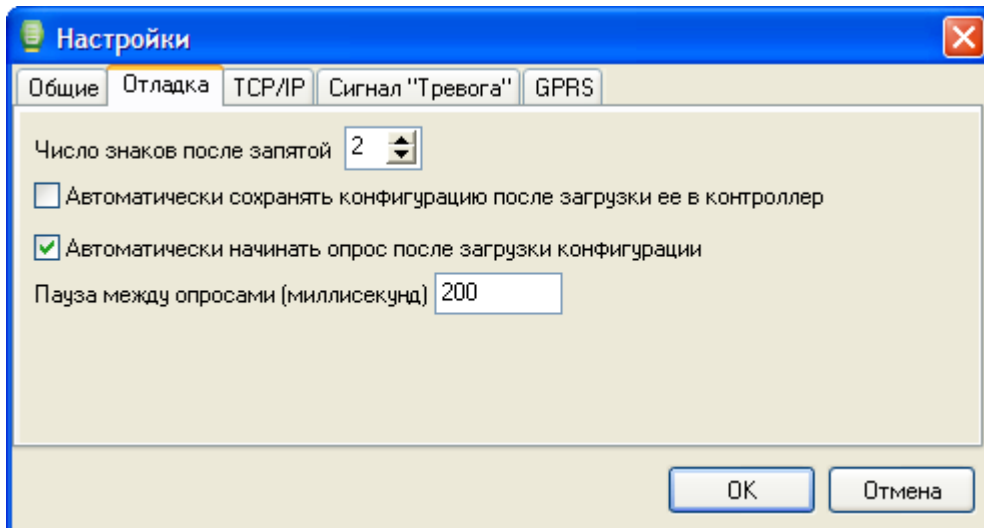 Настройки
Общие Отладка TCP/IP Сигнал "Тревога" GPRS
Число знаков после запятой 2
Автоматически сохранять конфигурацию после загрузки ее в контроллер
Автоматически начинать опрос после загрузки конфигурации
Пауза между опросами (миллисекунд) 200
OK Отмена